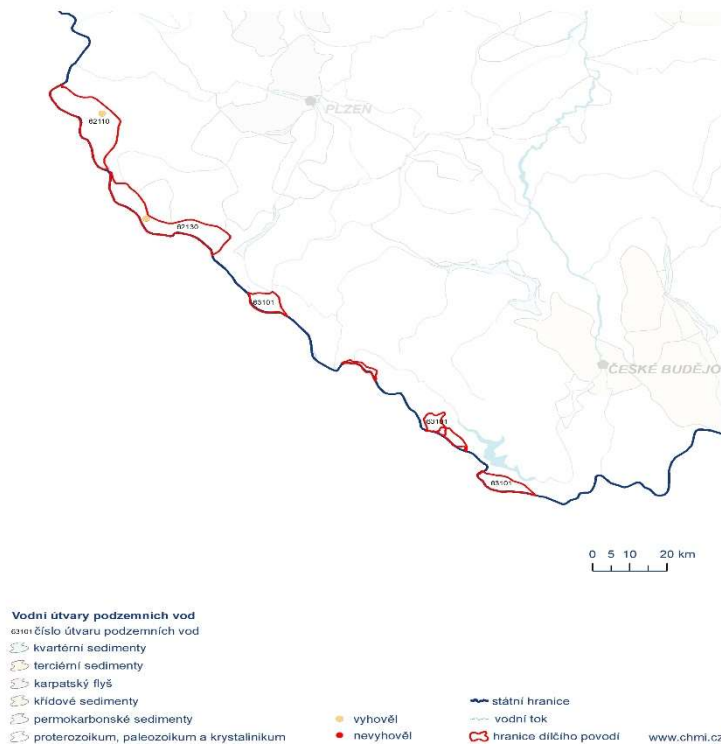 PLZEŇ
62110
62130
63101
ČESKÉ BUDĚJO
63101
63101
0 5 10 20 km
Vodní útvary podzemních vod
63101 číslo útvaru podzemních vod
kvartérní sedimenty
terciérní sedimenty
karpatský flyš
křídové sedimenty
permokarbonské sedimenty
proterozoikum, paleozoikum a krystalinikum
vyhověl
nevyhověl
státní hranice
vodní tok
hranice dílčího povodí
www.chmi.cz